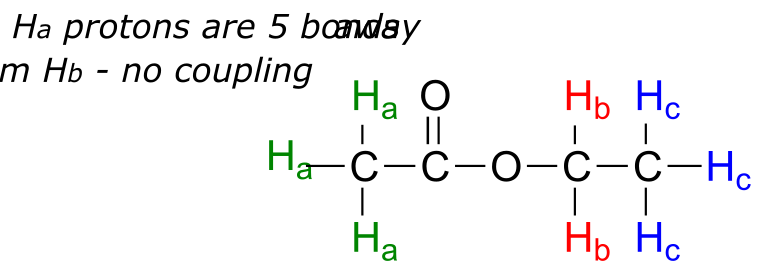 Ha protons are 5 bonds away
m Hb - no coupling
Ha O Hb Hc
Ha C C O C C Hc
Ha Hb Hc